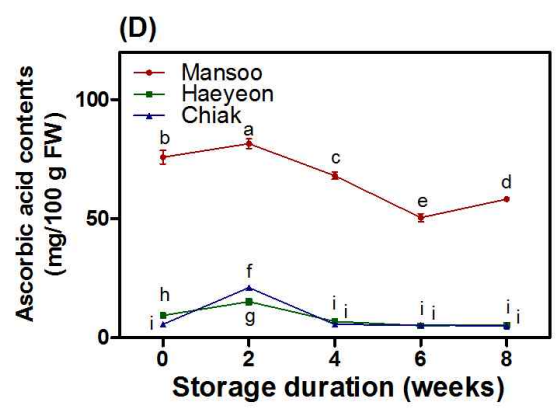 (D)
Mansoo
Haeyeon
Chiak
Ascorbic acid contents
(mg/100 g FW)
100
50
0
b
a
c
e
d
h
f
g
i
i
i
i
i
i
i
0
2
4
6
8
Storage duration (weeks)